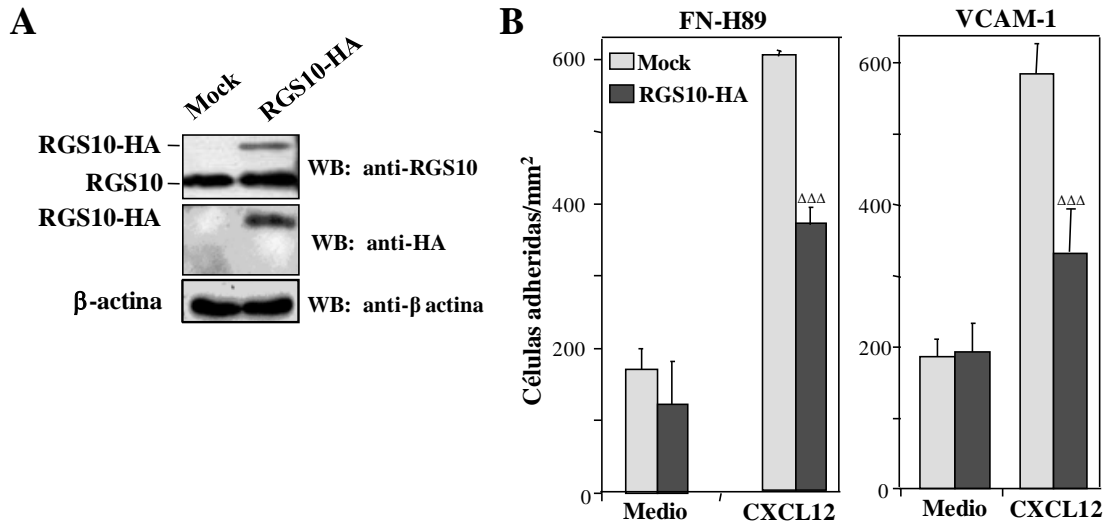 A
Mock
RGS10-HA
RGS10-HA
RGS10
WB: anti-RGS10
RGS10-HA
WB: anti-HA
β-actina
WB: anti-β actina
B
FN-H89
VCAM-1
Células adheridas/mm²
600
400
200
0
Mock
RGS10-HA
ΔΔΔ
Medio
CXCL12
600
400
200
0
ΔΔΔ
Medio
CXCL12